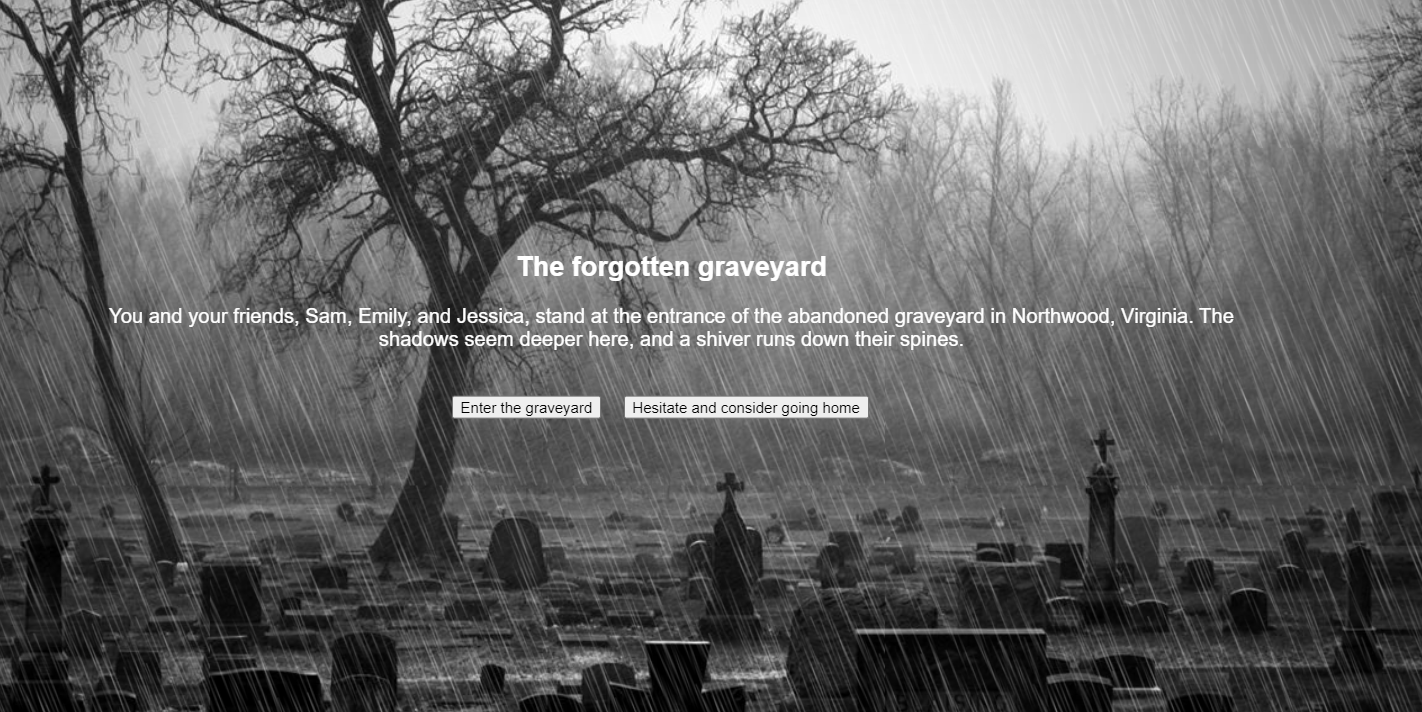 The forgotten graveyard
You and your friends, Sam, Emily, and Jessica, stand at the entrance of the abandoned graveyard in Northwood, Virginia. The
shadows seem deeper here, and a shiver runs down their spines.
Enter the graveyard
Hesitate and consider going home